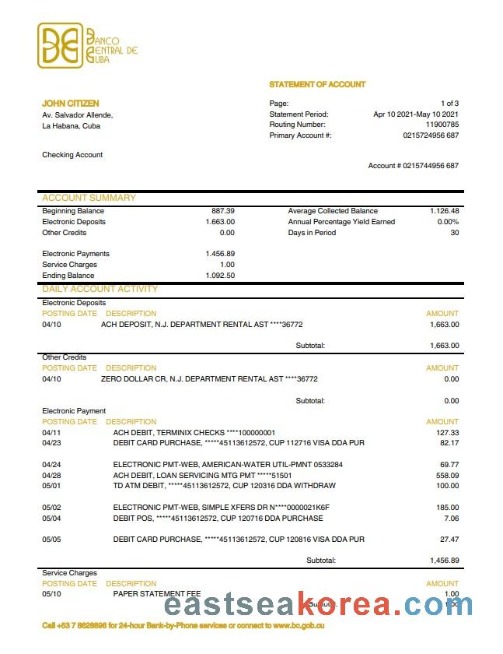 BANCO
CENTRAL DE
CUBA
STATEMENT OF ACCOUNT
JOHN CITIZEN
Av. Salvador Allende,
La Habana, Cuba
Page: 1 of 3
Statement Period: Apr 10 2021-May 10 2021
Routing Number: 11900785
Primary Account #: 0215724956 687
Checking Account
Account # 0215744956 687
ACCOUNT SUMMARY
Beginning Balance 887.39 Average Collected Balance 1.126.48
Electronic Deposits 1.663.00 Annual Percentage Yield Earned 0.00%
Other Credits 0.00 Days in Period 30
Electronic Payments 1.456.89
Service Charges 1.00
Ending Balance 1.092.50
DAILY ACCOUNT ACTIVITY
Electronic Deposits
POSTING DATE DESCRIPTION AMOUNT
04/10 ACH DEPOSIT, N.J. DEPARTMENT RENTAL AST ****36772 1,663.00
Subtotal: 1,663.00
Other Credits
POSTING DATE DESCRIPTION AMOUNT
04/10 ZERO DOLLAR CR, N.J. DEPARTMENT RENTAL AST ****36772 0.00
Subtotal: 0.00
Electronic Payment
POSTING DATE DESCRIPTION AMOUNT
04/11 ACH DEBIT, TERMINIX CHECKS ****100000001 127.33
04/23 DEBIT CARD PURCHASE, *****45113612572, CUP 112716 VISA DDA PUR 82.17
04/24 ELECTRONIC PMT-WEB, AMERICAN-WATER UTIL-PMNT 0533284 69.77
04/28 ACH DEBIT, LOAN SERVICING MTG PMT *****51501 558.09
05/01 TD ATM DEBIT, *****45113612572, CUP 120316 DDA WITHDRAW 100.00
05/02 ELECTRONIC PMT-WEB, SIMPLE XFERS DR N****0000021K6F 185.00
05/04 DEBIT POS, *****45113612572, CUP 120716 DDA PURCHASE 7.06
05/05 DEBIT CARD PURCHASE, *****45113612572, CUP 120816 VISA DDA PUR 27.47
Subtotal: 1,456.89
Service Charges
POSTING DATE DESCRIPTION AMOUNT
05/10 PAPER STATEMENT FEE 1.00
eastseakorea.com
Call +53 7 8628896 for 24-hour Bank-by-Phone services or connect to www.bc.gob.cu